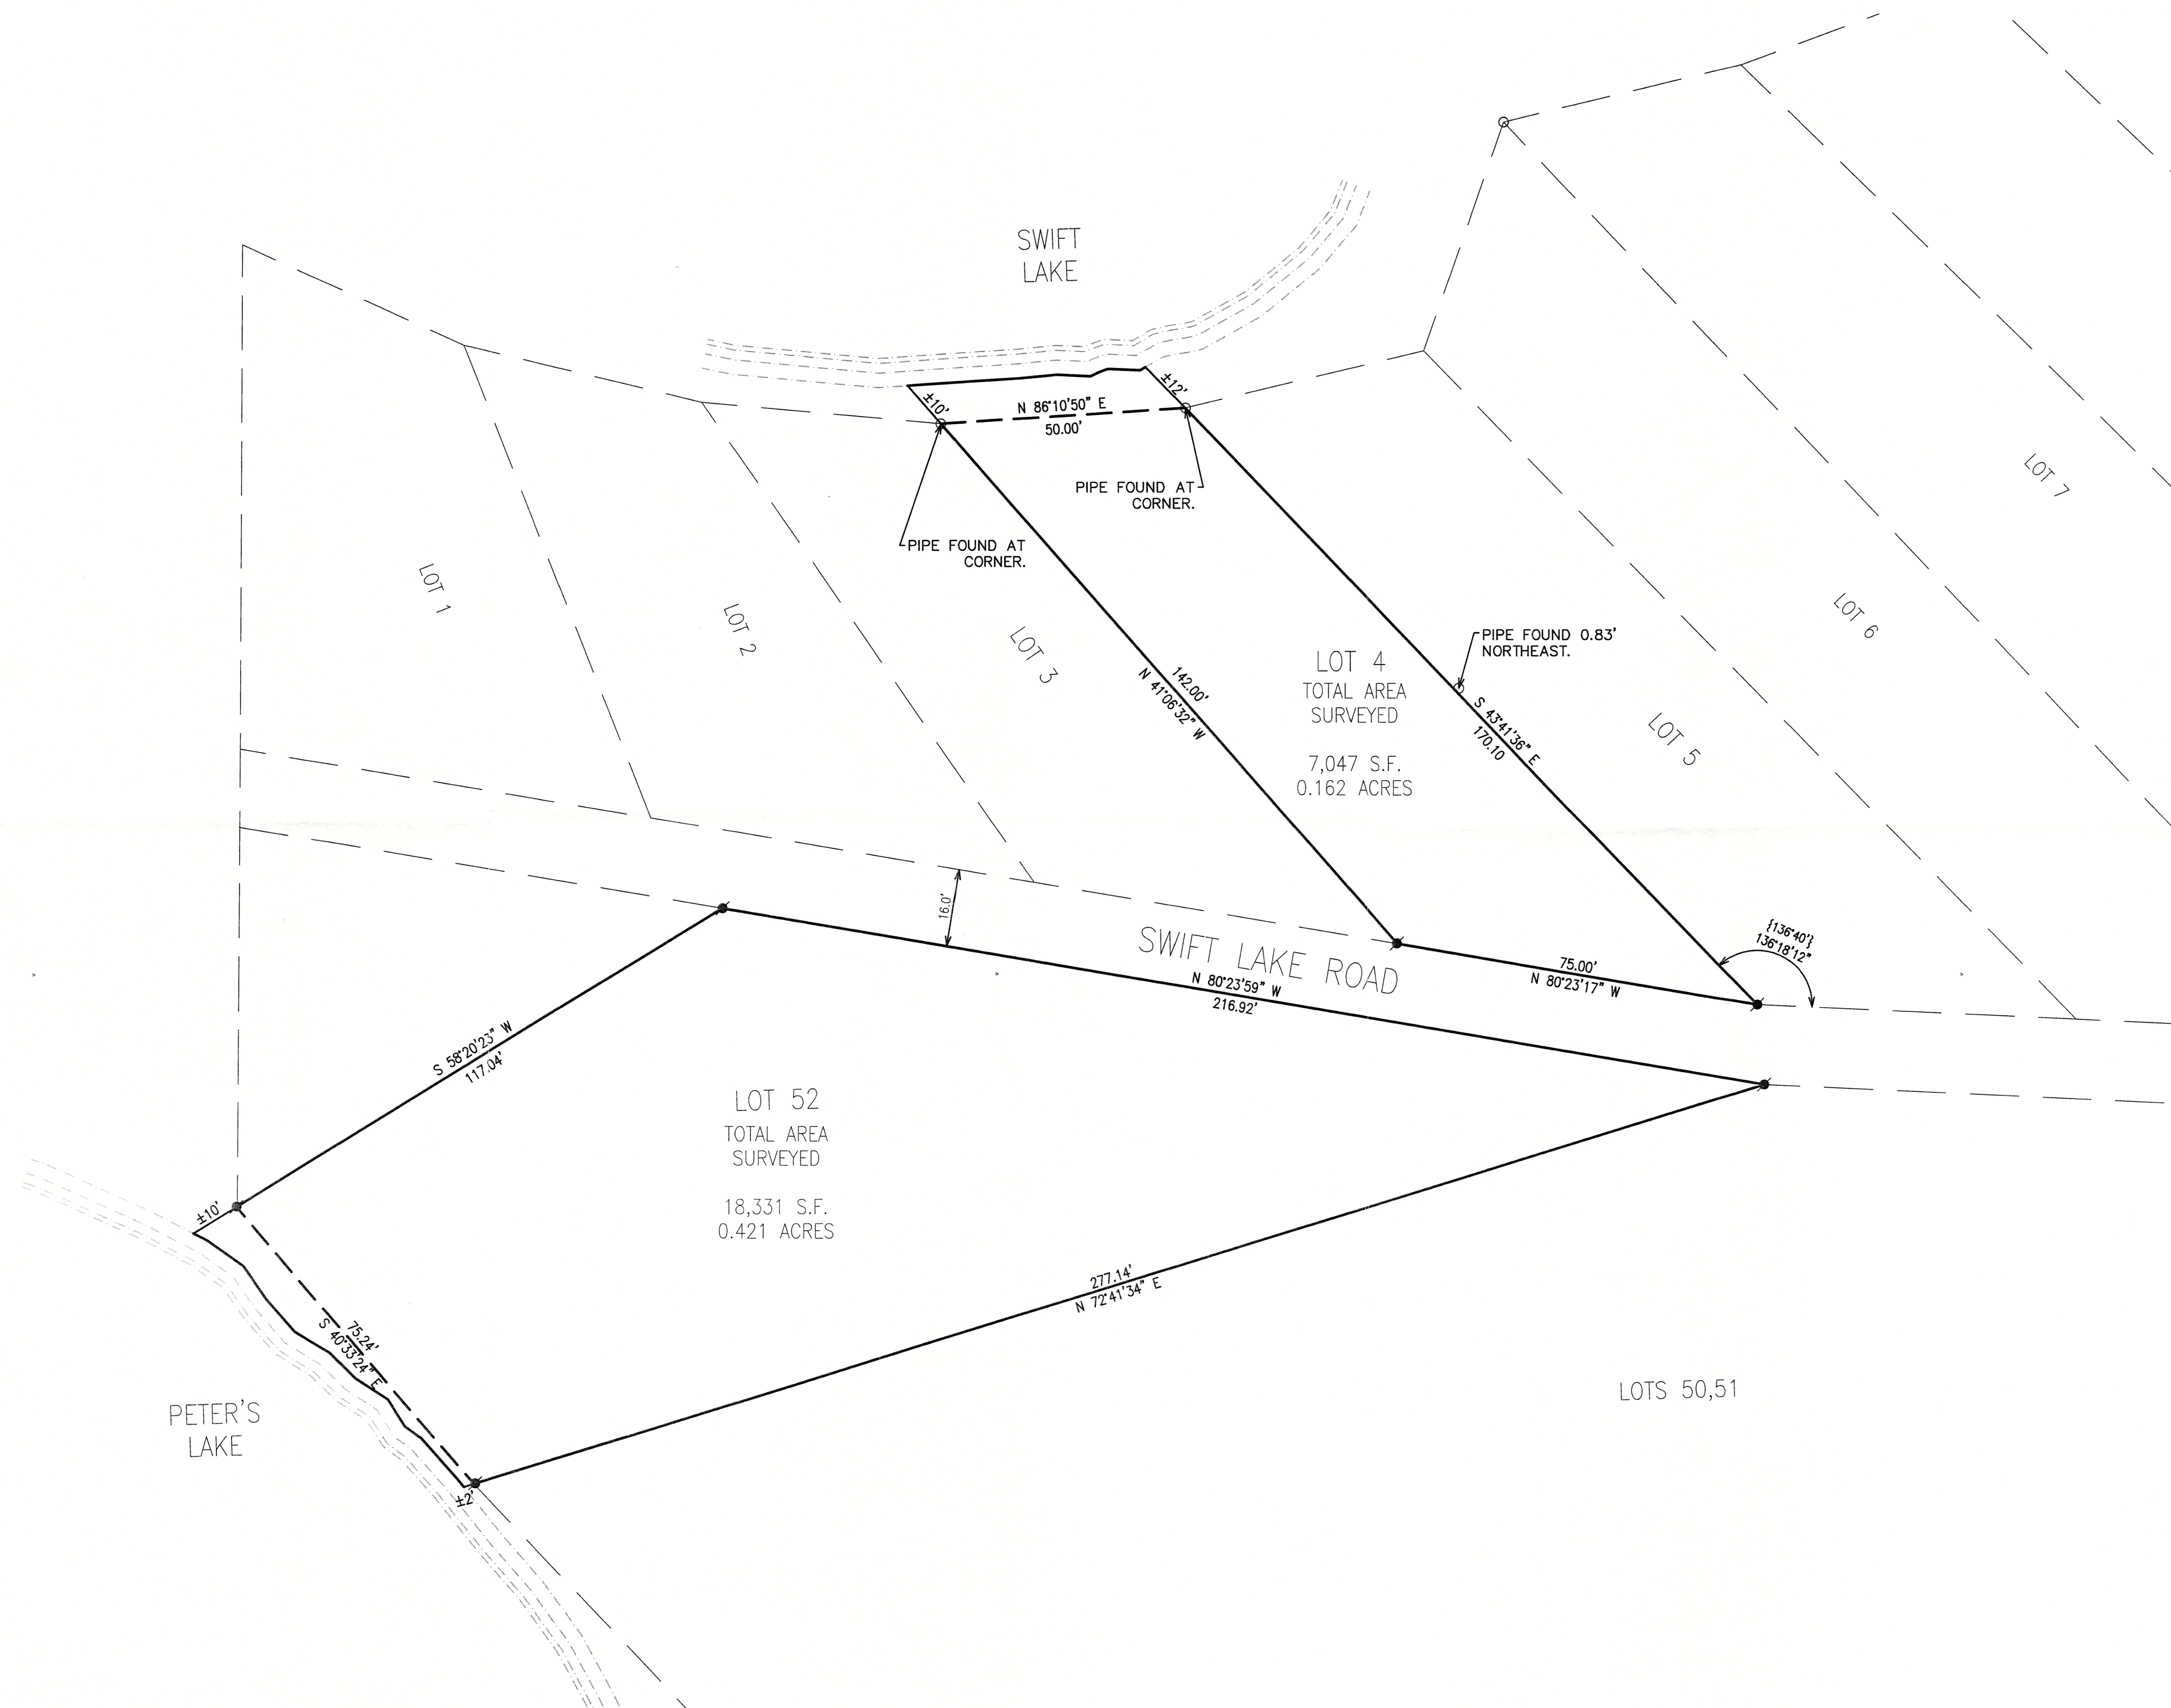 SWIFT
LAKE
±12'
±10'
N 86°10'50" E
50.00'
PIPE FOUND AT
CORNER.
PIPE FOUND AT
CORNER.
LOT 7
LOT 1
LOT 2
LOT 3
LOT 6
PIPE FOUND 0.83'
NORTHEAST.
142.00'
N 41°06'32" W
LOT 4
TOTAL AREA
SURVEYED
7,047 S.F.
0.162 ACRES
S 43°41'36" E
170.10
LOT 5
16.0'
SWIFT LAKE ROAD
{136°40'}
136°18'12"
75.00'
N 80°23'17" W
N 80°23'59" W
216.92'
S 58°20'23" W
117.04'
LOT 52
TOTAL AREA
SURVEYED
18,331 S.F.
0.421 ACRES
±10'
277.14'
N 72°41'34" E
75.24'
S 40°33'24" E
PETER'S
LAKE
±2'
LOTS 50,51